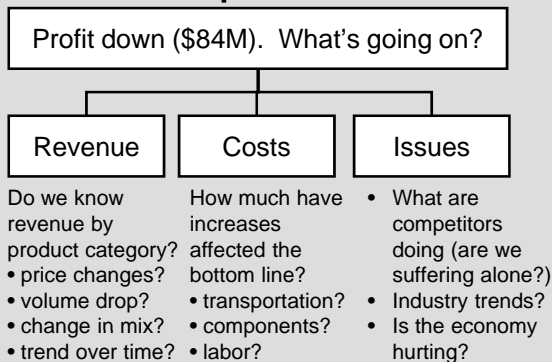 Profit down ($84M). What's going on?
Revenue
Costs
Issues
Do we know
revenue by
product category?
• price changes?
• volume drop?
• change in mix?
• trend over time?
How much have
increases
affected the
bottom line?
• transportation?
• components?
• labor?
• What are
competitors
doing (are we
suffering alone?)
• Industry trends?
• Is the economy
hurting?